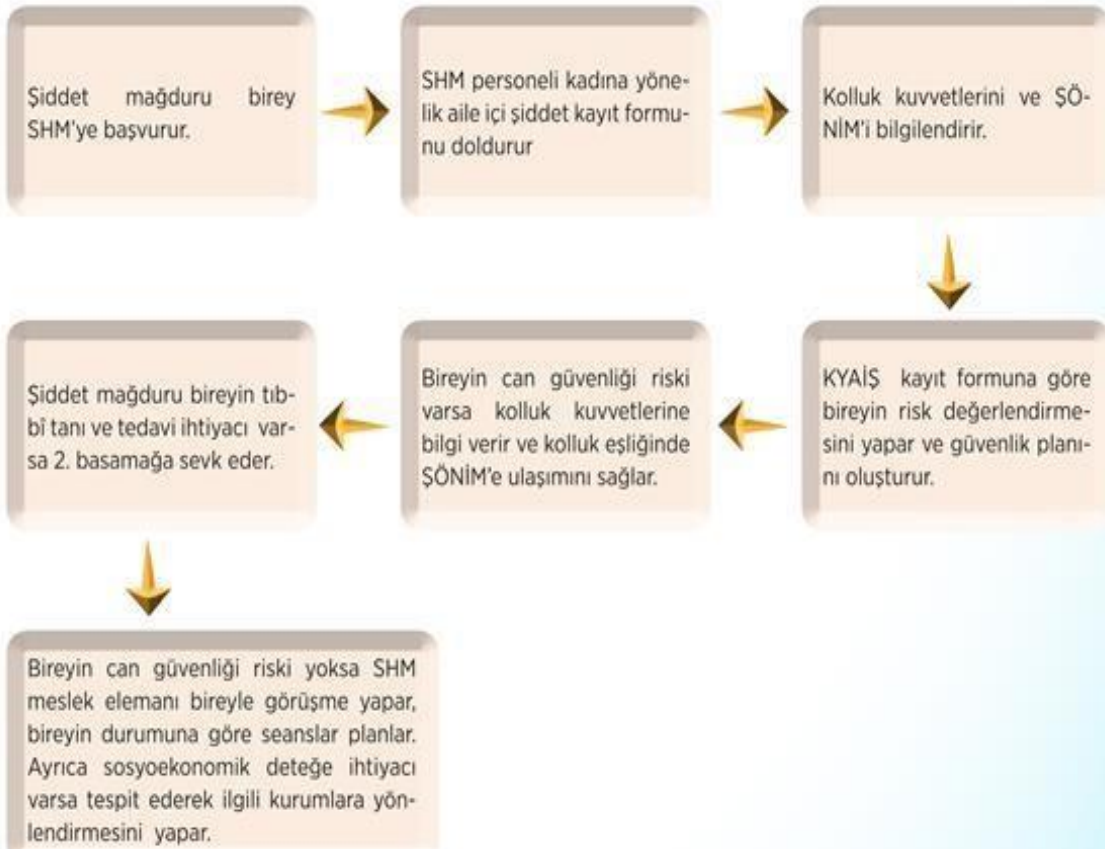 Şiddet mağduru birey
SHM'ye başvurur.
SHM personeli kadına yöne-
lik aile içi şiddet kayıt formu-
nu doldurur
Kolluk kuvvetlerini ve ŞÖ-
NİM'i bilgilendirir.
KYAİŞ kayıt formuna göre
bireyin risk değerlendirme-
sini yapar ve güvenlik planı-
nı oluşturur.
Bireyin can güvenliği riski
varsa kolluk kuvvetlerine
bilgi verir ve kolluk eşliğinde
ŞÖNİM'e ulaşımını sağlar.
Şiddet mağduru bireyin tıb-
bî tanı ve tedavi ihtiyacı var-
sa 2. basamağa sevk eder.
Bireyin can güvenliği riski yoksa SHM
meslek elemanı bireyle görüşme yapar,
bireyin durumuna göre seanslar planlar.
Ayrıca sosyoekonomik deteğe ihtiyacı
varsa tespit ederek ilgili kurumlara yön-
lendirmesini yapar.